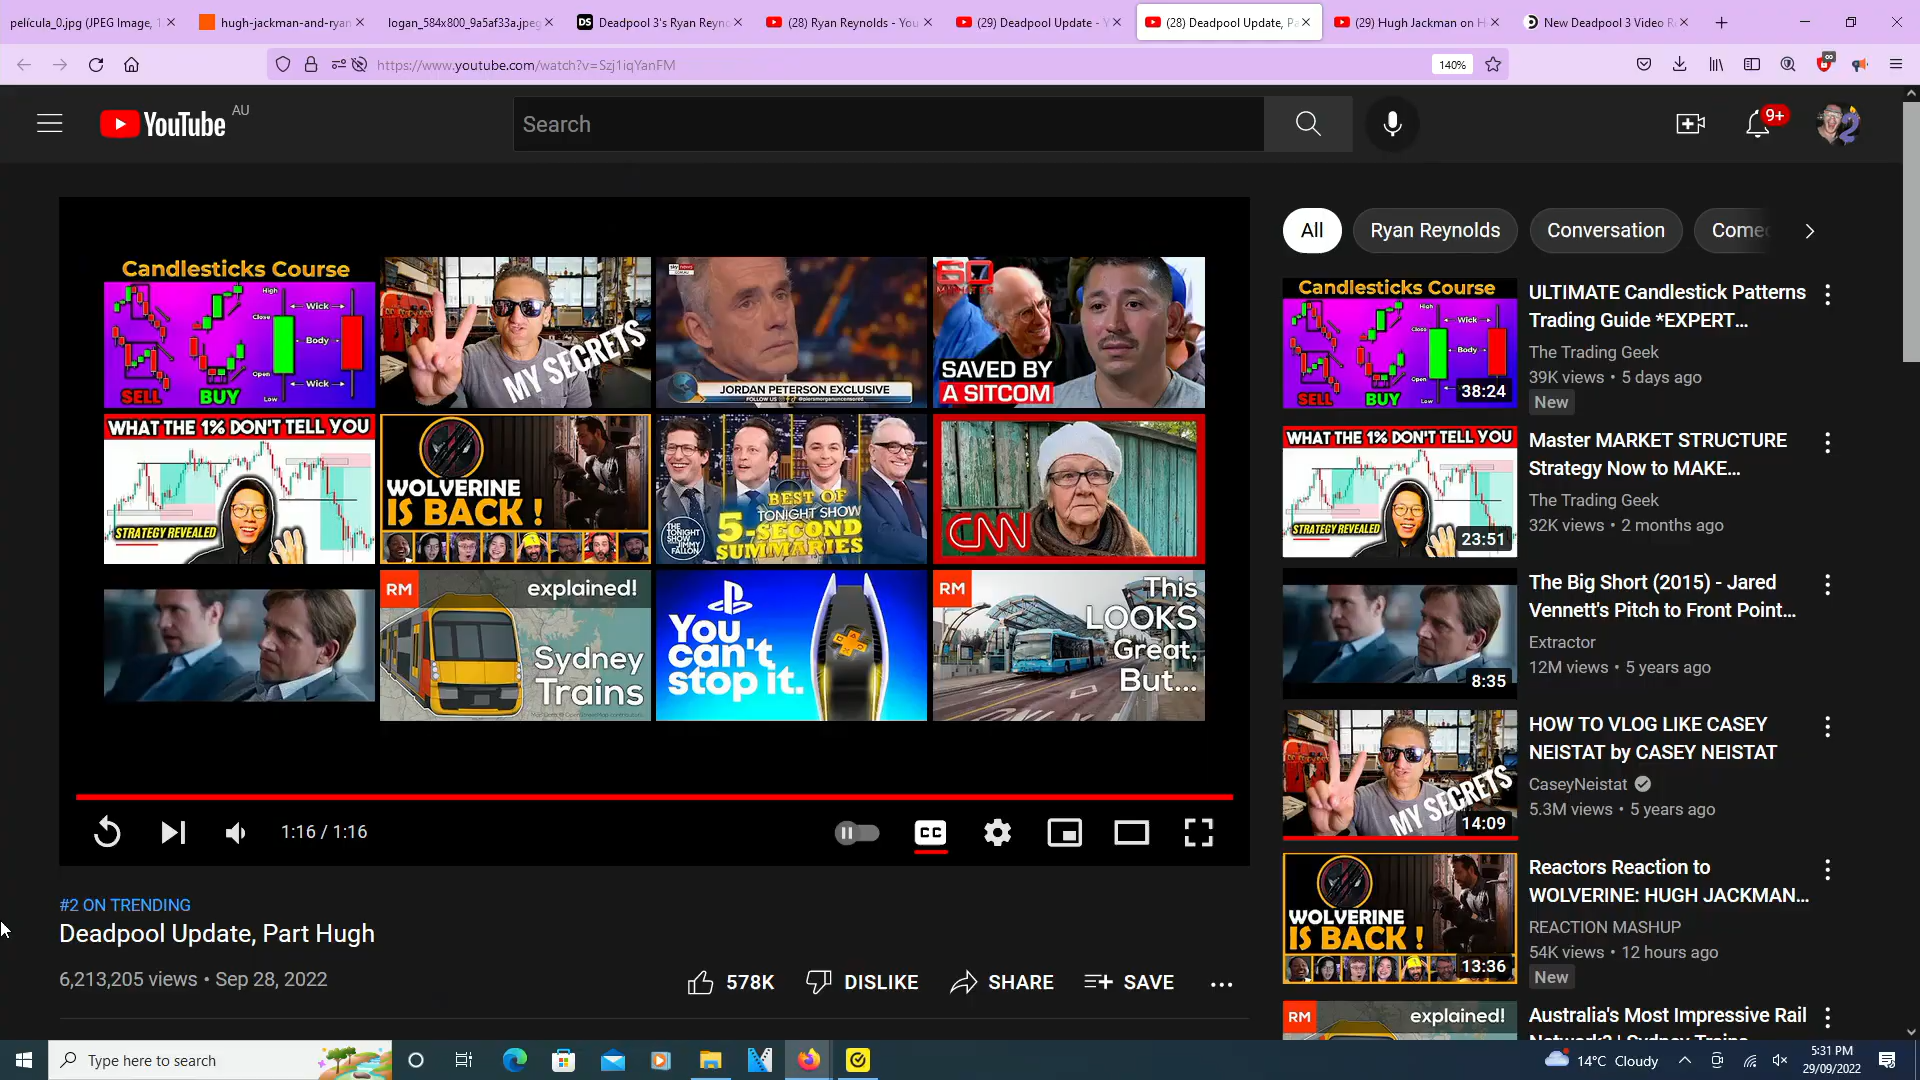 película_0.jpg (JPEG Image, 1
hugh-jackman-and-ryan
logan_584x800_9a5af33a.jpeg
DS Deadpool 3's Ryan Reyno
(28) Ryan Reynolds - You
(29) Deadpool Update - Y
(28) Deadpool Update, Pa
(29) Hugh Jackman on H
New Deadpool 3 Video Re
https://www.youtube.com/watch?v=Szj1iqYanFM
140%
YouTube AU
Search
9+
2
All
Ryan Reynolds
Conversation
Come
Candlesticks Course
High
Close
Wick
Body
Open
Wick
Low
SELL BUY
MY SECRETS
sky news
JORDAN PETERSON EXCLUSIVE
FOLLOW US @piersmorganuncensored
60
SAVED BY
A SITCOM
WHAT THE 1% DON'T TELL YOU
STRATEGY REVEALED
WOLVERINE
IS BACK !
THE TONIGHT SHOW JIMMY FALLON
BEST OF
TONIGHT SHOW
5-SECOND
SUMMARIES
CNN
RM explained!
Sydney
Trains
You
can't
stop it.
RM This
LOOKS
Great,
But...
1:16 / 1:16
CC
#2 ON TRENDING
Deadpool Update, Part Hugh
6,213,205 views • Sep 28, 2022
578K
DISLIKE
SHARE
SAVE
Candlesticks Course
High
Close
Wick
Body
Open
SELL BUY
38:24
ULTIMATE Candlestick Patterns
Trading Guide *EXPERT...
The Trading Geek
39K views • 5 days ago
New
WHAT THE 1% DON'T TELL YOU
STRATEGY REVEALED
23:51
Master MARKET STRUCTURE
Strategy Now to MAKE...
The Trading Geek
32K views • 2 months ago
8:35
The Big Short (2015) - Jared
Vennett's Pitch to Front Point...
Extractor
12M views • 5 years ago
MY SECRETS
14:09
HOW TO VLOG LIKE CASEY
NEISTAT by CASEY NEISTAT
CaseyNeistat
5.3M views • 5 years ago
WOLVERINE
IS BACK !
13:36
Reactors Reaction to
WOLVERINE: HUGH JACKMAN...
REACTION MASHUP
54K views • 12 hours ago
New
RM explained!
Australia's Most Impressive Rail
Network? | Sydney Trains
Type here to search
14°C Cloudy
5:31 PM
29/09/2022